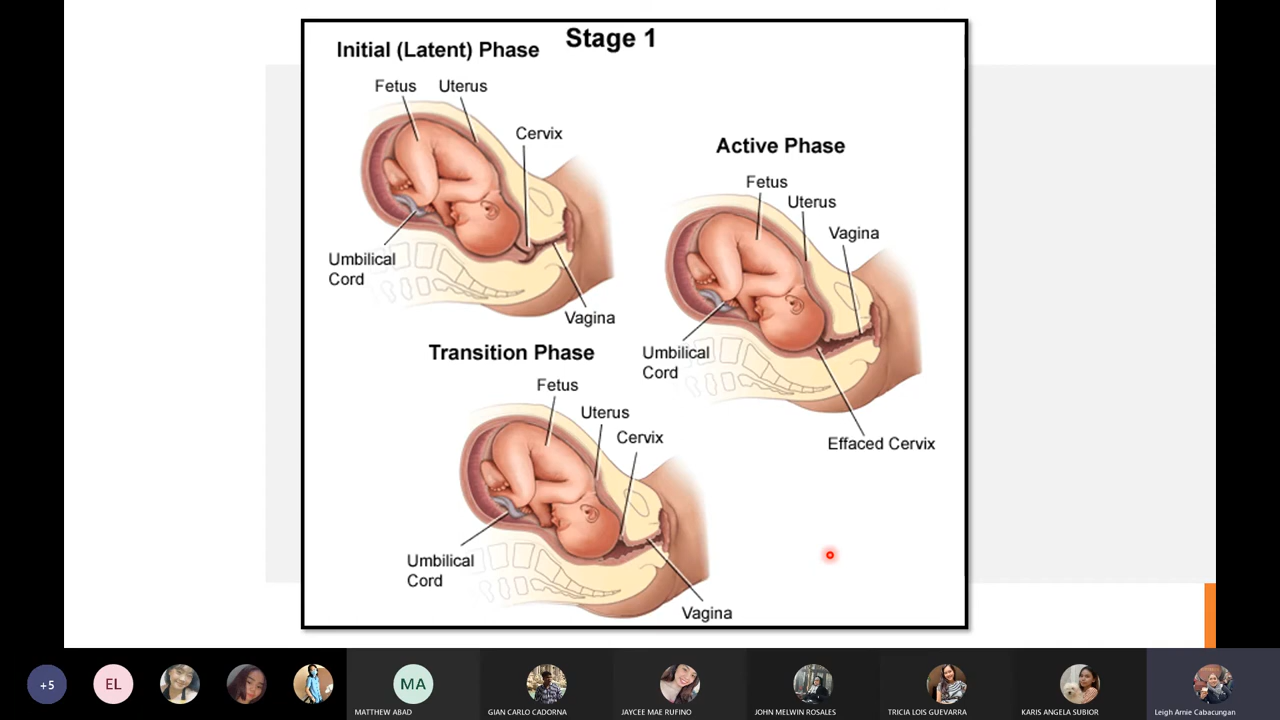 Stage 1
Initial (Latent) Phase
Fetus
Uterus
Cervix
Umbilical
Cord
Vagina
Active Phase
Fetus
Uterus
Vagina
Umbilical
Cord
Effaced Cervix
Transition Phase
Fetus
Uterus
Cervix
Umbilical
Cord
Vagina
+5
EL
MA
MATTHEW ABAD
GIAN CARLO CADORNA
JAYCEE MAE RUFINO
JOHN MELWIN ROSALES
TRICIA LOIS GUEVARRA
KARIS ANGELA SUBIOR
Leigh Arnie Cabacungan